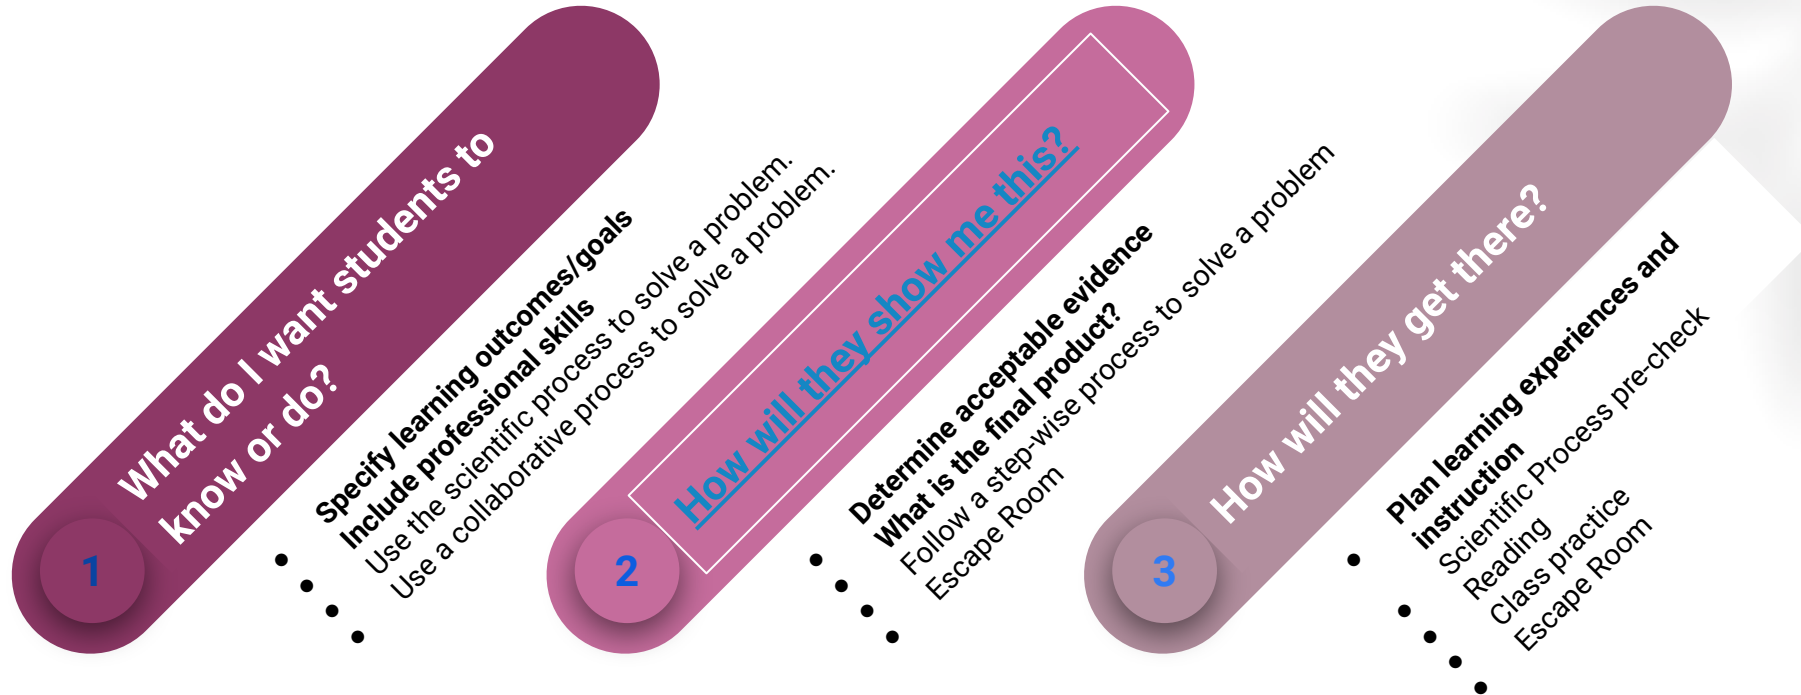 1
What do I want students to
know or do?
• Specify learning outcomes/goals
• Include professional skills
• Use the scientific process to solve a problem.
• Use a collaborative process to solve a problem.
2
How will they show me this?
• Determine acceptable evidence
• What is the final product?
• Follow a step-wise process to solve a problem
• Escape Room
3
How will they get there?
• Plan learning experiences and
instruction
• Scientific Process pre-check
• Reading
• Class practice
• Escape Room